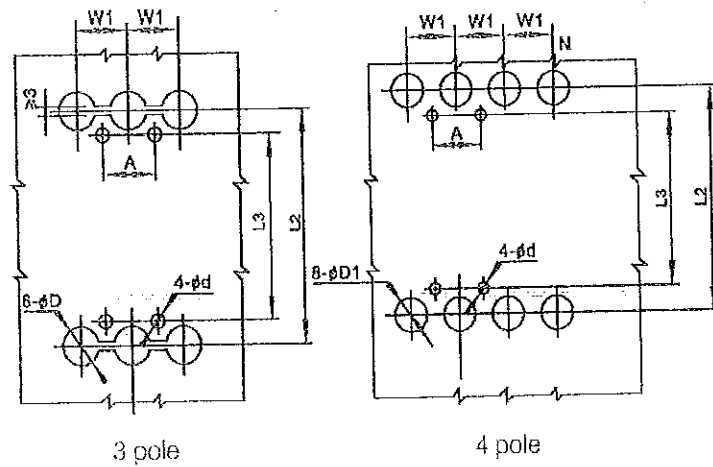 W1 W1
≥3
A
L3
L2
6-ϕD
4-ϕd
3 pole
W1 W1 W1
N
A
L3
L2
8-ϕD1
4-ϕd
4 pole